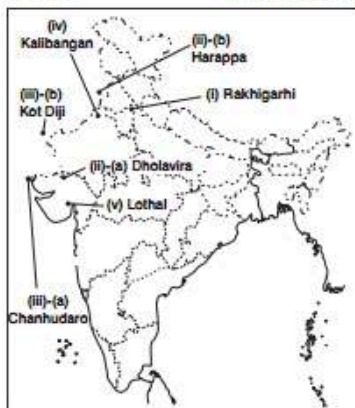 (iv)
Kalibangan
(ii)-(b)
Harappa
(iii)-(b)
Kot Diji
(i) Rakhigarhi
(ii)-(a) Dholavira
(v) Lothal
(iii)-(a)
Chanhudaro